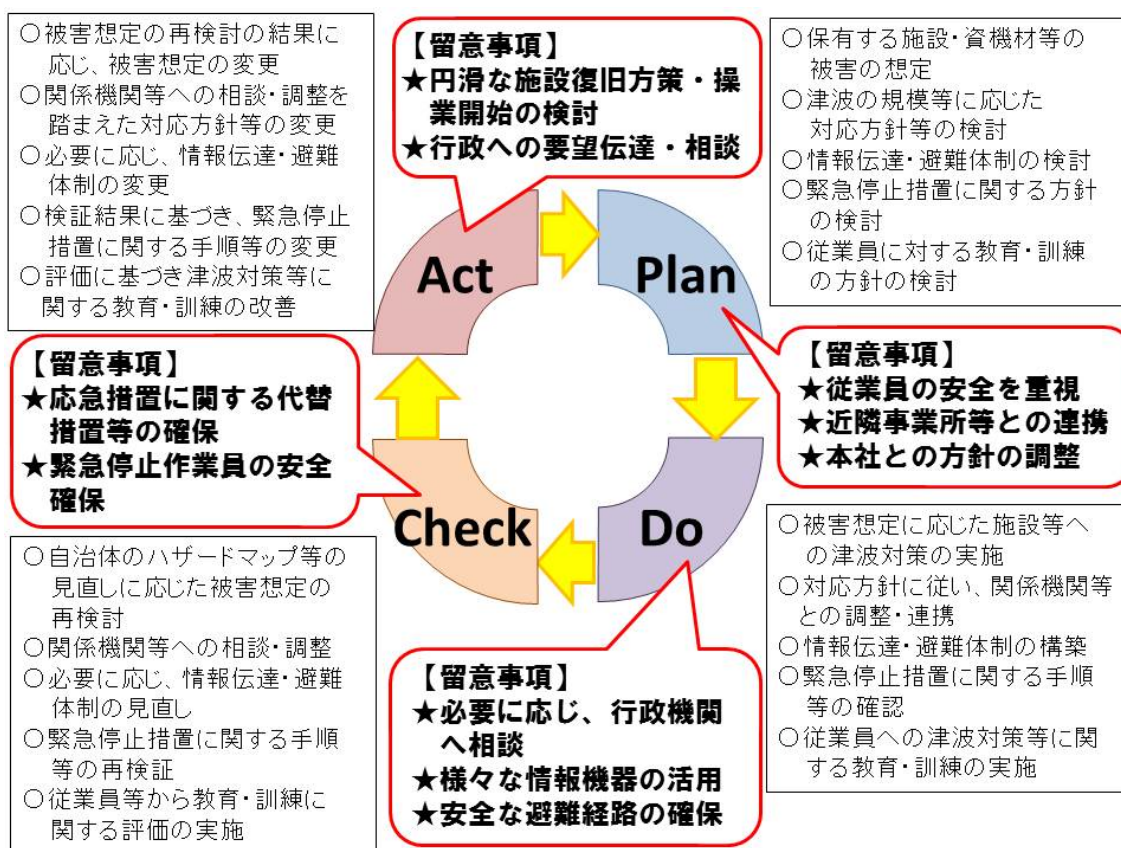 ○被害想定の再検討の結果に
応じ、被害想定の変更
○関係機関等への相談・調整を
踏まえた対応方針等の変更
○必要に応じ、情報伝達・避難
体制の変更
○検証結果に基づき、緊急停止
措置に関する手順等の変更
○評価に基づき津波対策等に
関する教育・訓練の改善
【留意事項】
★円滑な施設復旧方策・操
業開始の検討
★行政への要望伝達・相談
○保有する施設・資機材等の
被害の想定
○津波の規模等に応じた
対応方針等の検討
○情報伝達・避難体制の検討
○緊急停止措置に関する方針
の検討
○従業員に対する教育・訓練
の方針の検討
Act
Plan
【留意事項】
★応急措置に関する代替
措置等の確保
★緊急停止作業員の安全
確保
【留意事項】
★従業員の安全を重視
★近隣事業所等との連携
★本社との方針の調整
Check
Do
○自治体のハザードマップ等の
見直しに応じた被害想定の
再検討
○関係機関等への相談・調整
○必要に応じ、情報伝達・避難
体制の見直し
○緊急停止措置に関する手順
等の再検証
○従業員等から教育・訓練に
関する評価の実施
【留意事項】
★必要に応じ、行政機関
へ相談
★様々な情報機器の活用
★安全な避難経路の確保
○被害想定に応じた施設等へ
の津波対策の実施
○対応方針に従い、関係機関等
との調整・連携
○情報伝達・避難体制の構築
○緊急停止措置に関する手順
等の確認
○従業員への津波対策等に関
する教育・訓練の実施